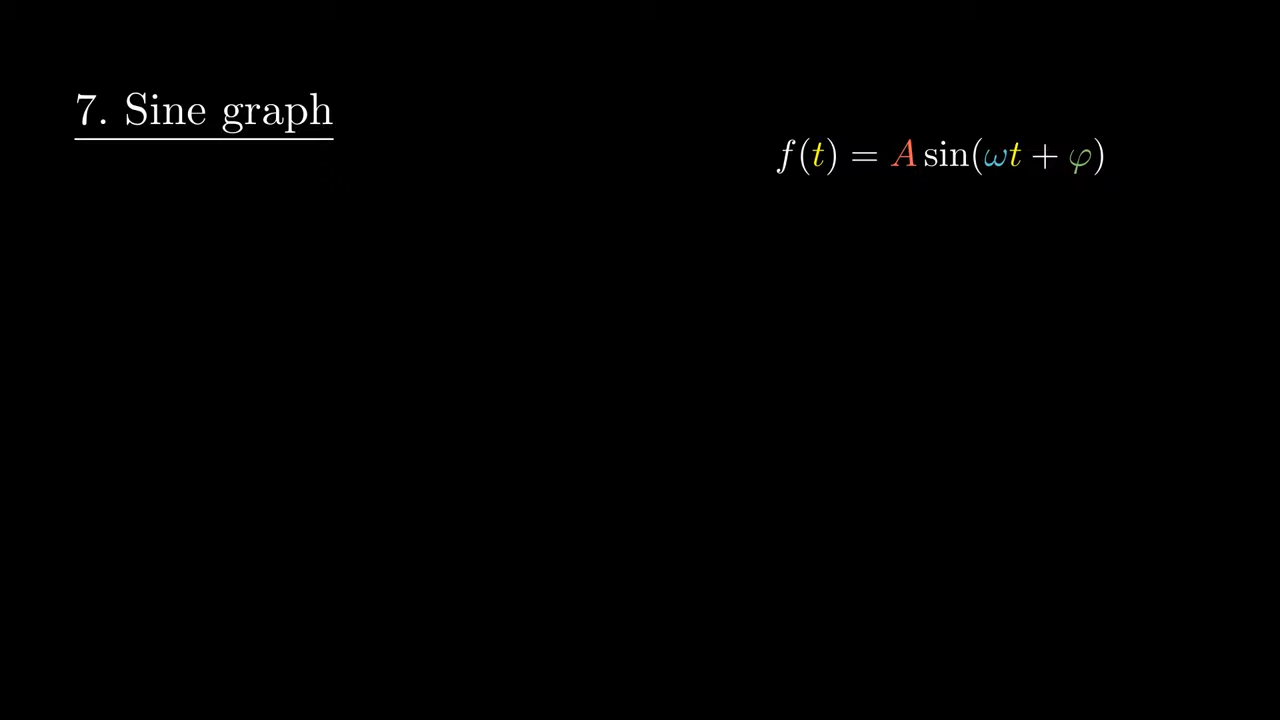 7. Sine graph
f(t) = A sin(ωt + φ)